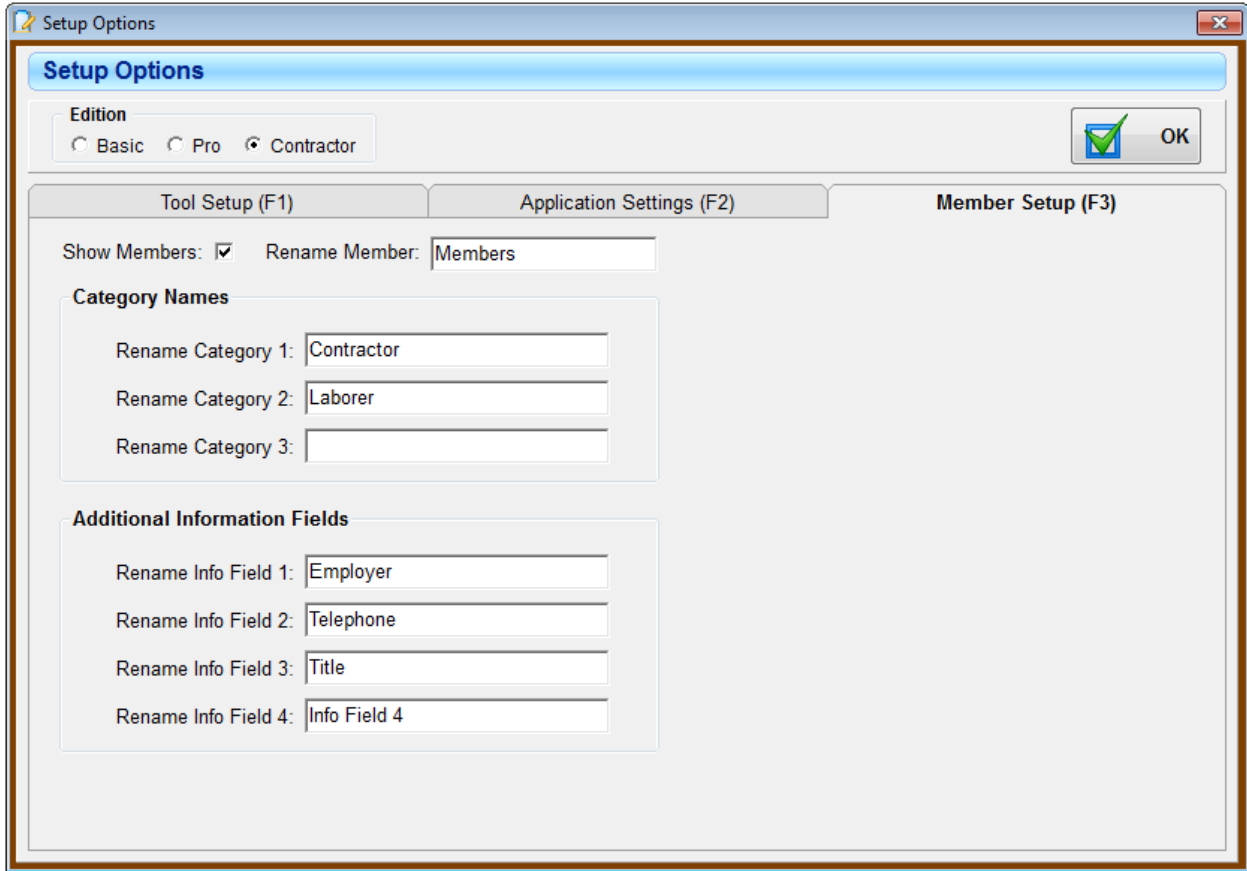 Setup Options
Setup Options
Edition
Basic Pro Contractor
OK
Tool Setup (F1) Application Settings (F2) Member Setup (F3)
Show Members: Rename Member: Members
Category Names
Rename Category 1: Contractor
Rename Category 2: Laborer
Rename Category 3:
Additional Information Fields
Rename Info Field 1: Employer
Rename Info Field 2: Telephone
Rename Info Field 3: Title
Rename Info Field 4: Info Field 4